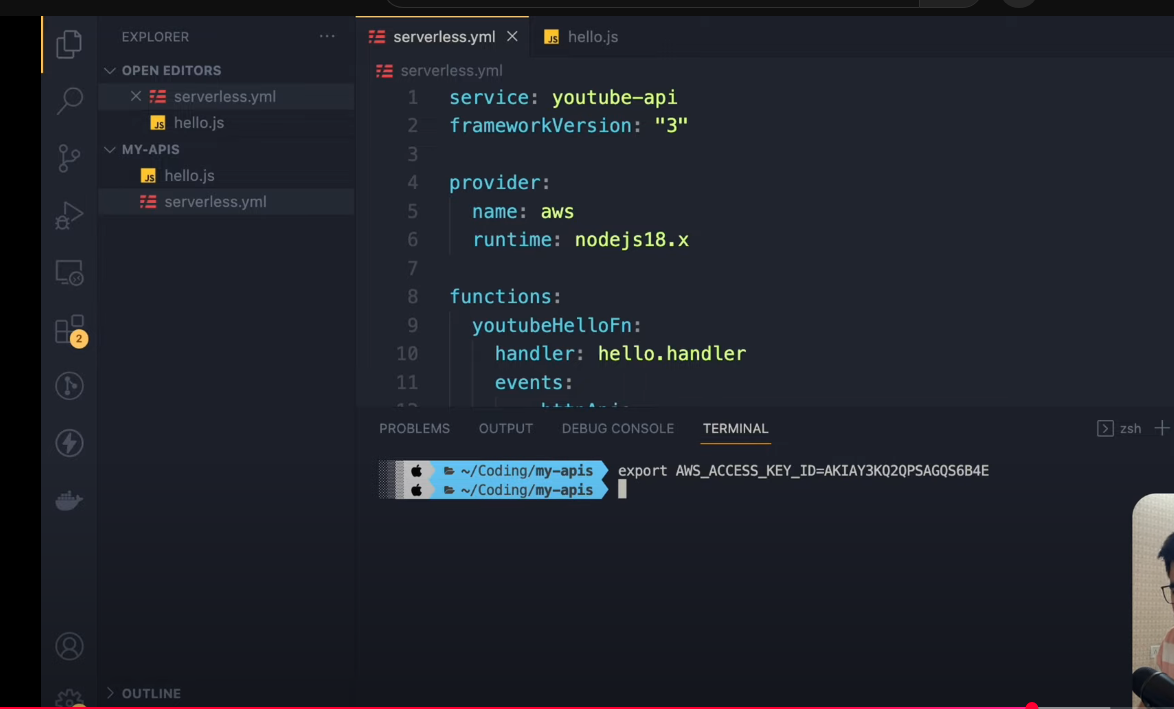 EXPLORER
···
OPEN EDITORS
serverless.yml
hello.js
MY-APIS
hello.js
serverless.yml
OUTLINE
2
serverless.yml
hello.js
serverless.yml
1 service: youtube-api
2 frameworkVersion: "3"
3
4 provider:
5 name: aws
6 runtime: nodejs18.x
7
8 functions:
9 youtubeHelloFn:
10 handler: hello.handler
11 events:
PROBLEMS OUTPUT DEBUG CONSOLE TERMINAL zsh
~/Coding/my-apis export AWS_ACCESS_KEY_ID=AKIAY3KQ2QPSAGQS6B4E
~/Coding/my-apis